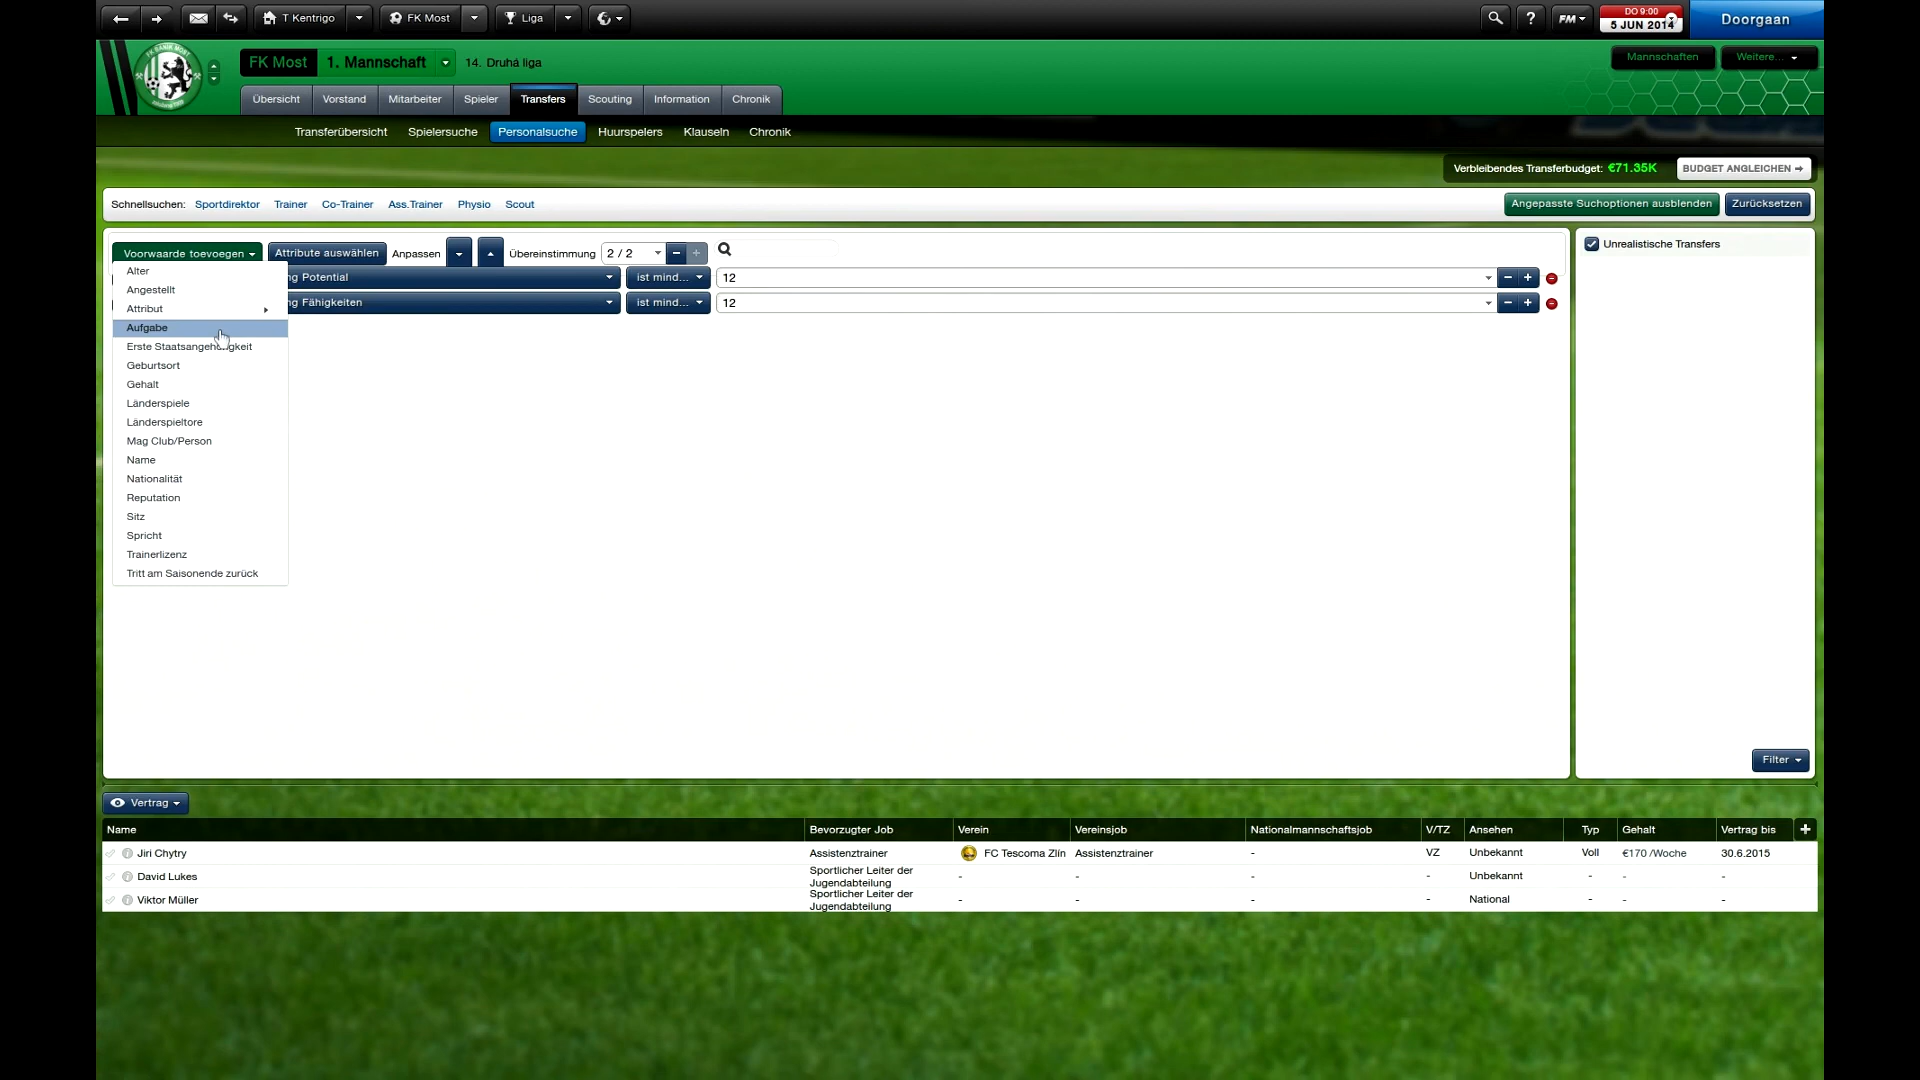 T Kentrigo FK Most Liga ? FM DO 9:00 5 JUN 2014 Doorgaan
FK Most 1. Mannschaft 14. Druhá liga Mannschaften Weitere...
Übersicht Vorstand Mitarbeiter Spieler Transfers Scouting Information Chronik
Transferübersicht Spielersuche Personalsuche Huurspelers Klauseln Chronik
Verbleibendes Transferbudget: €71.35K BUDGET ANGLEICHEN
Schnellsuchen: Sportdirektor Trainer Co-Trainer Ass.Trainer Physio Scout Angepasste Suchoptionen ausblenden Zurücksetzen
Voorwaarde toevoegen Attribute auswählen Anpassen Übereinstimmung 2 / 2
Unrealistische Transfers
ng Potential ist mind... 12
ng Fähigkeiten ist mind... 12
Alter
Angestellt
Attribut
Aufgabe
Erste Staatsangehörigkeit
Geburtsort
Gehalt
Länderspiele
Länderspieltore
Mag Club/Person
Name
Nationalität
Reputation
Sitz
Spricht
Trainerlizenz
Tritt am Saisonende zurück
Filter
Vertrag
Name Bevorzugter Job Verein Vereinsjob Nationalmannschaftsjob V/TZ Ansehen Typ Gehalt Vertrag bis
Jiri Chytry Assistenztrainer FC Tescoma Zlín Assistenztrainer - VZ Unbekannt Voll €170 /Woche 30.6.2015
David Lukes Sportlicher Leiter der Jugendabteilung - - - - Unbekannt - - -
Viktor Müller Sportlicher Leiter der Jugendabteilung - - - - National - - -